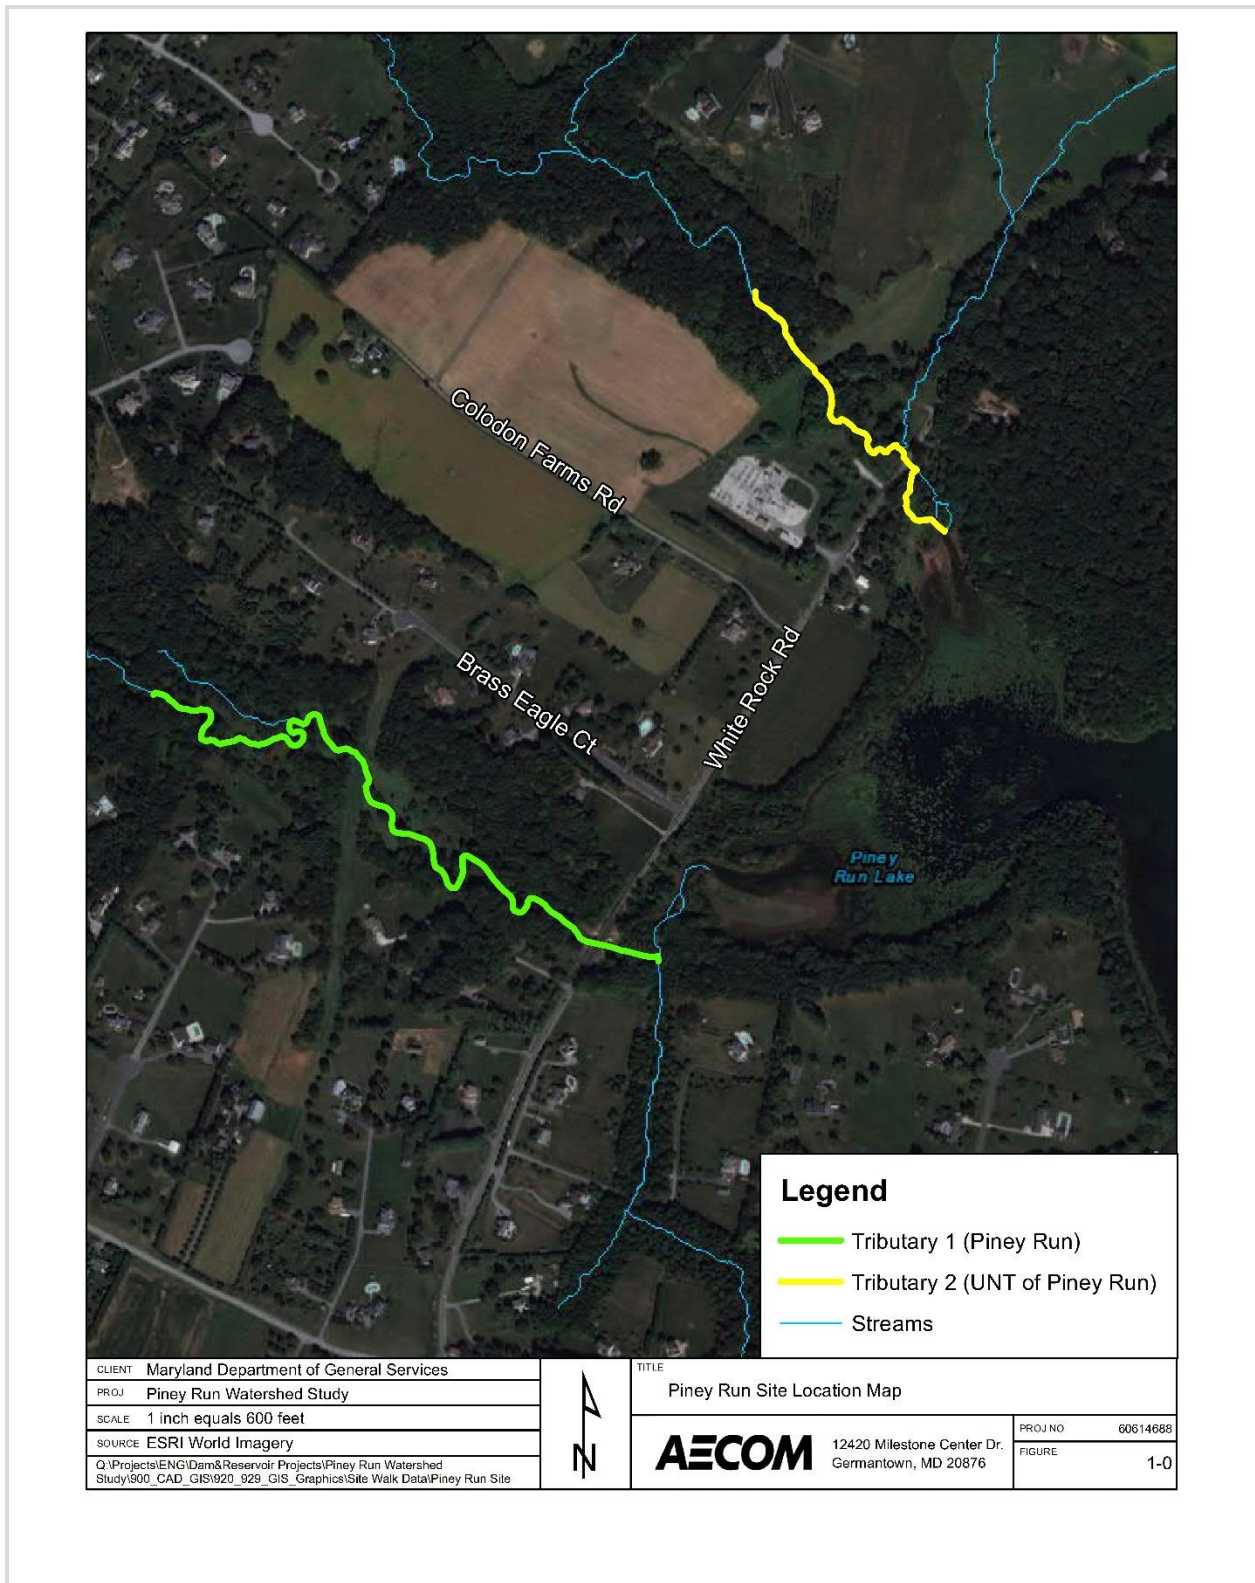 Colodon Farms Rd
Brass Eagle Ct
White Rock Rd
Piney
Run Lake
Legend
Tributary 1 (Piney Run)
Tributary 2 (UNT of Piney Run)
Streams
CLIENT Maryland Department of General Services
PROJ Piney Run Watershed Study
SCALE 1 inch equals 600 feet
SOURCE ESRI World Imagery
Q:\Projects\ENG\Dam&Reservoir Projects\Piney Run Watershed
Study\900_CAD_GIS\920_929_GIS_Graphics\Site Walk Data\Piney Run Site
N
TITLE
Piney Run Site Location Map
AECOM
12420 Milestone Center Dr.
Germantown, MD 20876
PROJ NO 60614688
FIGURE
1-0